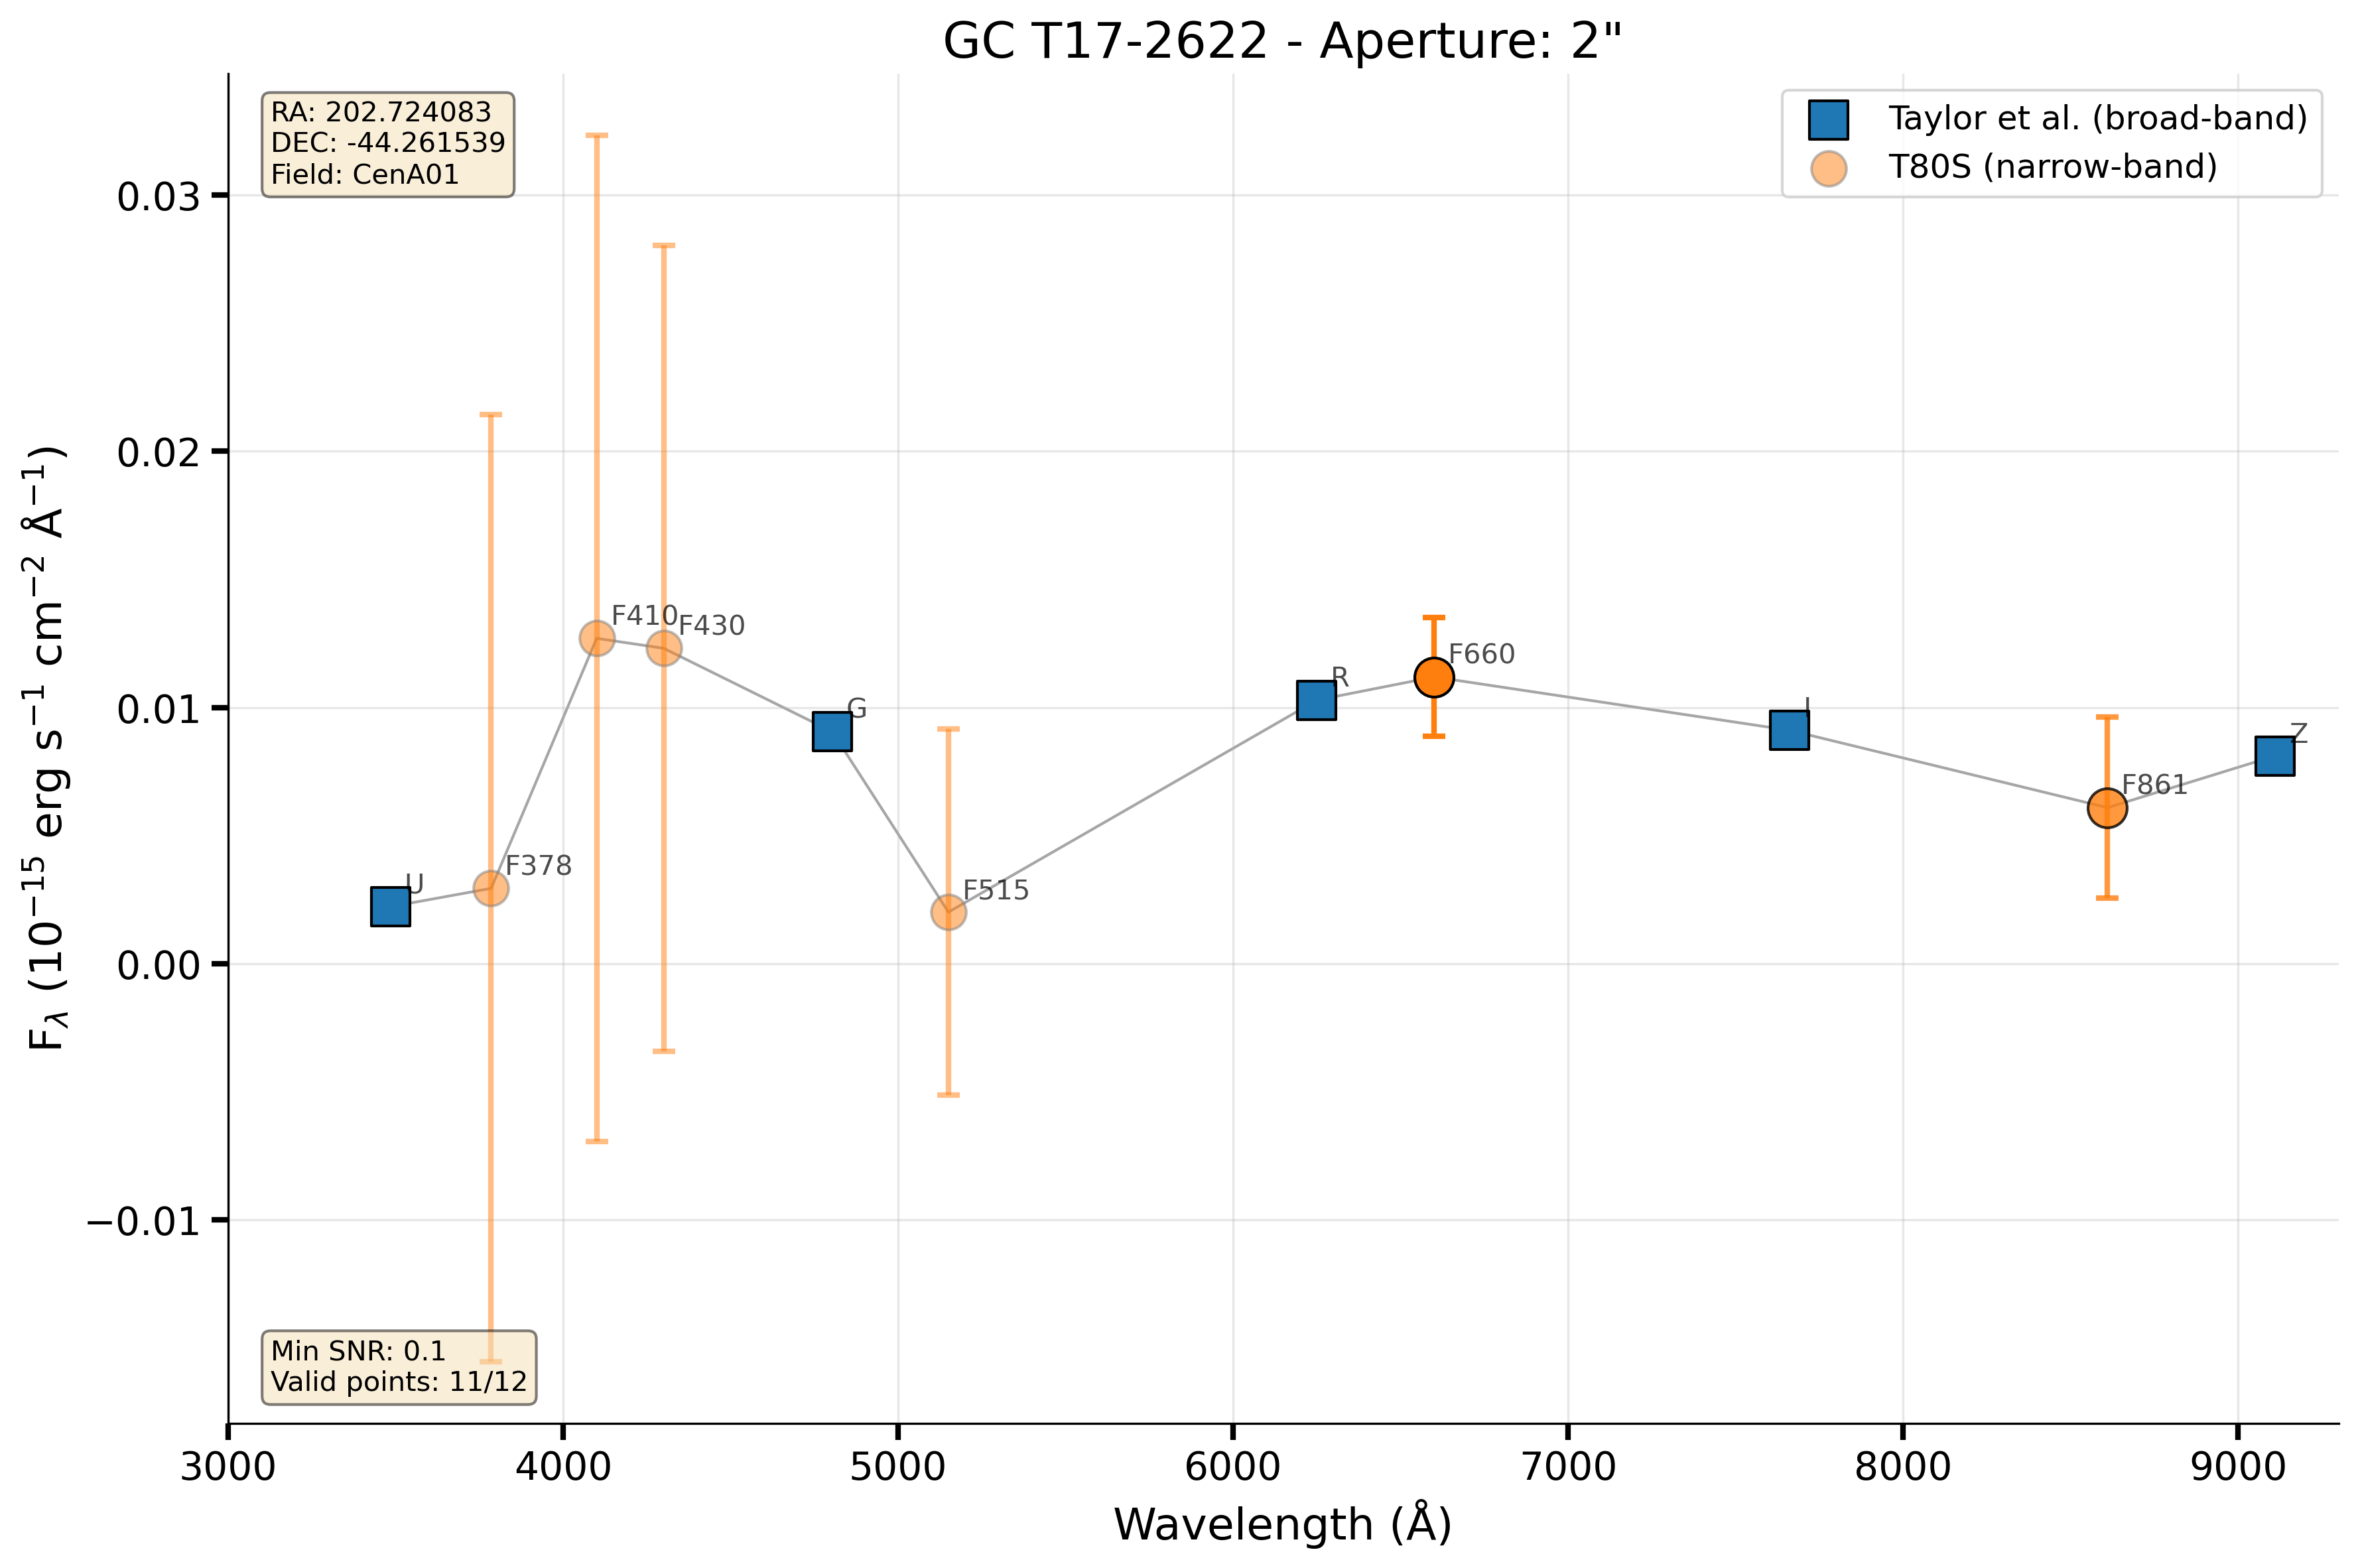 GC T17-2622 - Aperture: 2"
RA: 202.724083
DEC: -44.261539
Field: CenA01
Taylor et al. (broad-band)
T80S (narrow-band)
0.03
0.02
0.01
0.00
−0.01
F410
F430
F660
R
G
I
Z
F861
F378
U
F515
Min SNR: 0.1
Valid points: 11/12
3000 4000 5000 6000 7000 8000 9000
Wavelength (Å)
Fλ (10⁻¹⁵ erg s⁻¹ cm⁻² Å⁻¹)